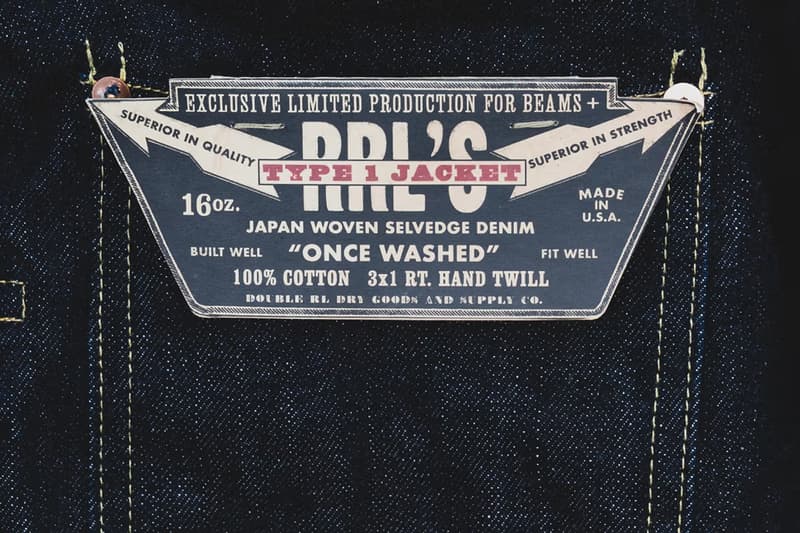 EXCLUSIVE LIMITED PRODUCTION FOR BEAMS +
SUPERIOR IN QUALITY
RRL'S
SUPERIOR IN STRENGTH
TYPE 1 JACKET
16oz.
MADE
IN
U.S.A.
JAPAN WOVEN SELVEDGE DENIM
BUILT WELL "ONCE WASHED" FIT WELL
100% COTTON 3x1 RT. HAND TWILL
DOUBLE RL DRY GOODS AND SUPPLY CO.